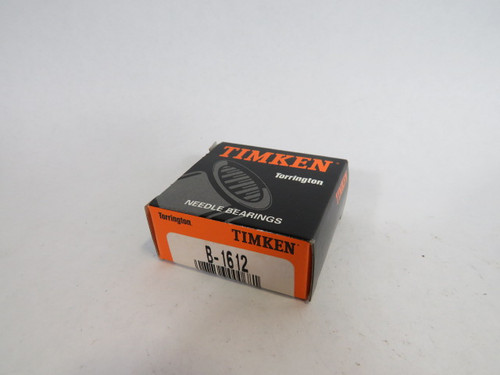 TIMKEN
Torrington
NEEDLE BEARINGS
Torrington
TIMKEN
B-1612